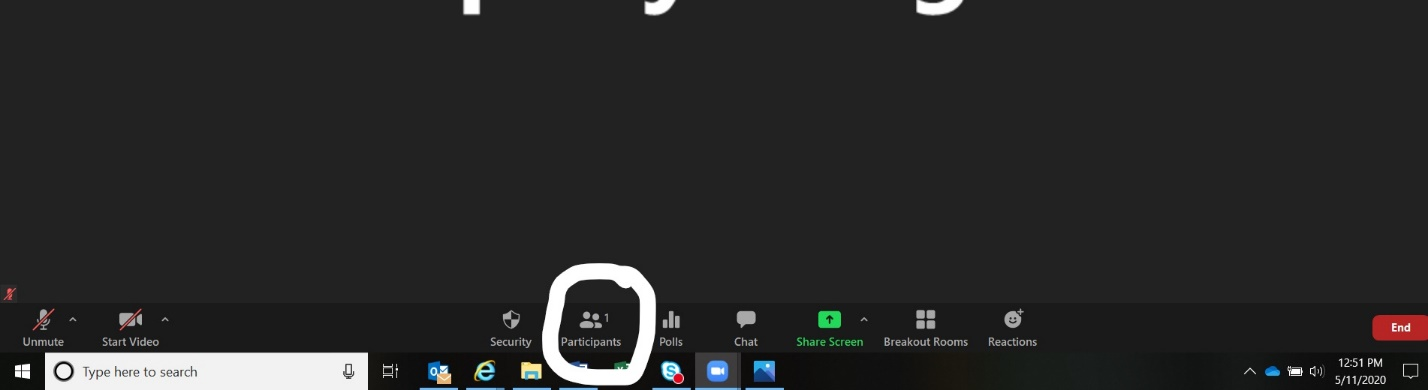 1
Unmute
Start Video
Security
Participants
Polls
Chat
Share Screen
Breakout Rooms
Reactions
End
Type here to search
12:51 PM
5/11/2020